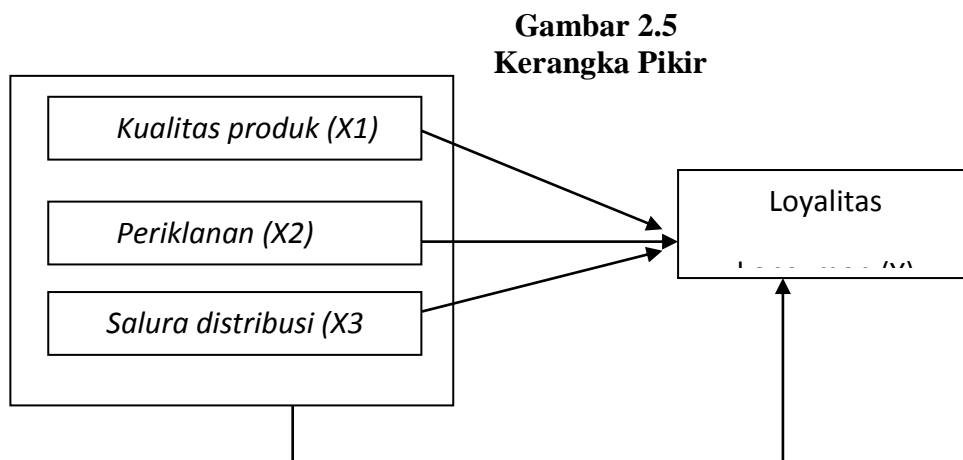 Gambar 2.5
Kerangka Pikir
Kualitas produk (X1)
Periklanan (X2)
Salura distribusi (X3
Loyalitas
(Y)